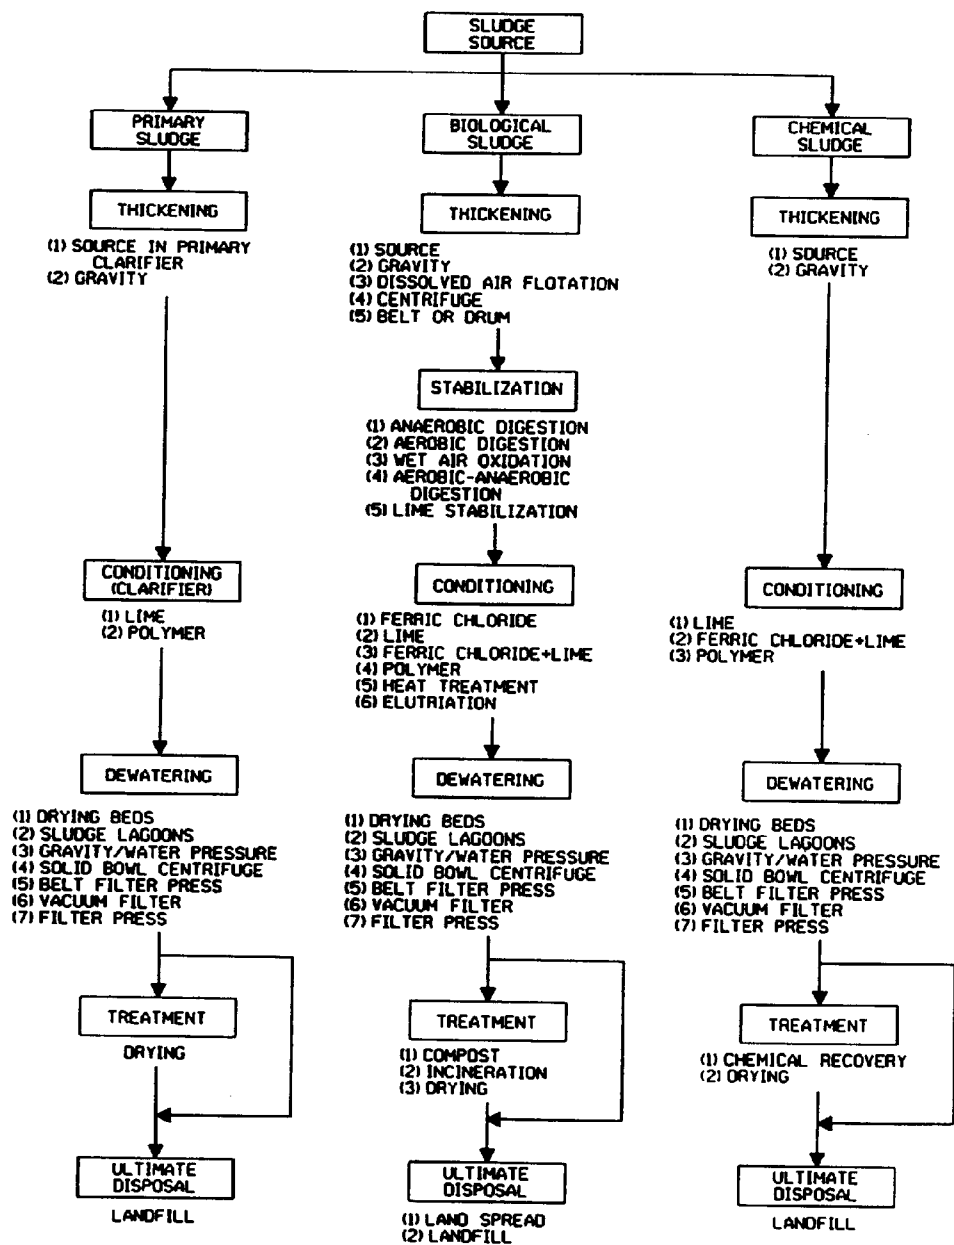 SLUDGE
SOURCE
PRIMARY
SLUDGE
THICKENING
(1) SOURCE IN PRIMARY
CLARIFIER
(2) GRAVITY
CONDITIONING
(CLARIFIER)
(1) LIME
(2) POLYMER
DEWATERING
(1) DRYING BEDS
(2) SLUDGE LAGOONS
(3) GRAVITY/WATER PRESSURE
(4) SOLID BOWL CENTRIFUGE
(5) BELT FILTER PRESS
(6) VACUUM FILTER
(7) FILTER PRESS
TREATMENT
DRYING
ULTIMATE
DISPOSAL
LANDFILL
BIOLOGICAL
SLUDGE
THICKENING
(1) SOURCE
(2) GRAVITY
(3) DISSOLVED AIR FLOTATION
(4) CENTRIFUGE
(5) BELT OR DRUM
STABILIZATION
(1) ANAEROBIC DIGESTION
(2) AEROBIC DIGESTION
(3) WET AIR OXIDATION
(4) AEROBIC-ANAEROBIC
DIGESTION
(5) LIME STABILIZATION
CONDITIONING
(1) FERRIC CHLORIDE
(2) LIME
(3) FERRIC CHLORIDE+LIME
(4) POLYMER
(5) HEAT TREATMENT
(6) ELUTRIATION
DEWATERING
(1) DRYING BEDS
(2) SLUDGE LAGOONS
(3) GRAVITY/WATER PRESSURE
(4) SOLID BOWL CENTRIFUGE
(5) BELT FILTER PRESS
(6) VACUUM FILTER
(7) FILTER PRESS
TREATMENT
(1) COMPOST
(2) INCINERATION
(3) DRYING
ULTIMATE
DISPOSAL
(1) LAND SPREAD
(2) LANDFILL
CHEMICAL
SLUDGE
THICKENING
(1) SOURCE
(2) GRAVITY
CONDITIONING
(1) LIME
(2) FERRIC CHLORIDE+LIME
(3) POLYMER
DEWATERING
(1) DRYING BEDS
(2) SLUDGE LAGOONS
(3) GRAVITY/WATER PRESSURE
(4) SOLID BOWL CENTRIFUGE
(5) BELT FILTER PRESS
(6) VACUUM FILTER
(7) FILTER PRESS
TREATMENT
(1) CHEMICAL RECOVERY
(2) DRYING
ULTIMATE
DISPOSAL
LANDFILL